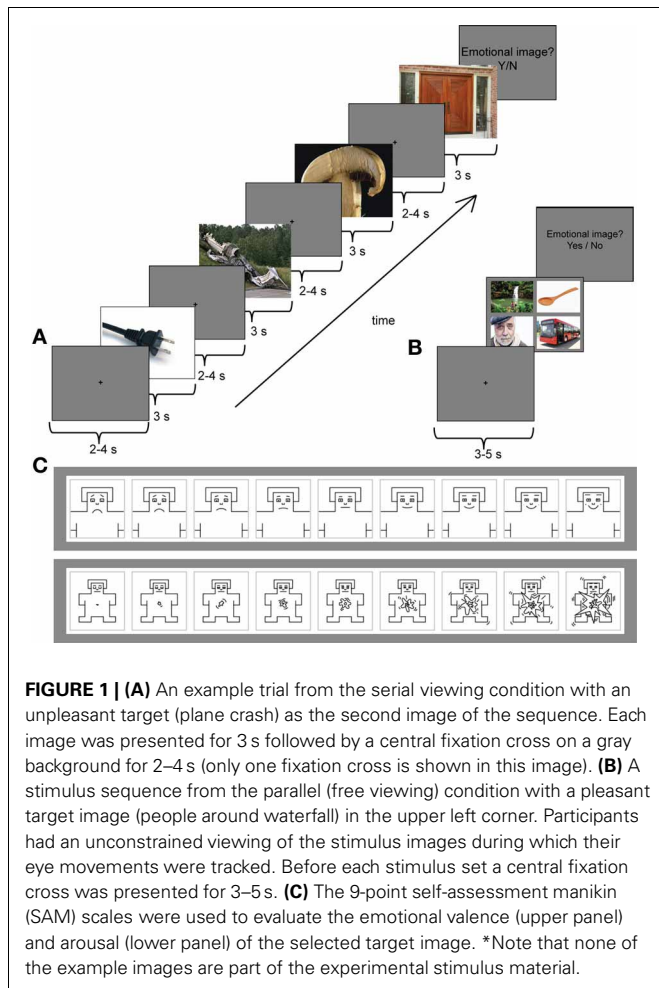 Emotional image?
Y/N
3 s
2-4 s
3 s
2-4 s
3 s
2-4 s
3 s
2-4 s
time
A
Emotional image?
Yes / No
B
3-5 s
C
FIGURE 1 | (A) An example trial from the serial viewing condition with an
unpleasant target (plane crash) as the second image of the sequence. Each
image was presented for 3 s followed by a central fixation cross on a gray
background for 2–4 s (only one fixation cross is shown in this image). (B) A
stimulus sequence from the parallel (free viewing) condition with a pleasant
target image (people around waterfall) in the upper left corner. Participants
had an unconstrained viewing of the stimulus images during which their
eye movements were tracked. Before each stimulus set a central fixation
cross was presented for 3–5 s. (C) The 9-point self-assessment manikin
(SAM) scales were used to evaluate the emotional valence (upper panel)
and arousal (lower panel) of the selected target image. *Note that none of
the example images are part of the experimental stimulus material.